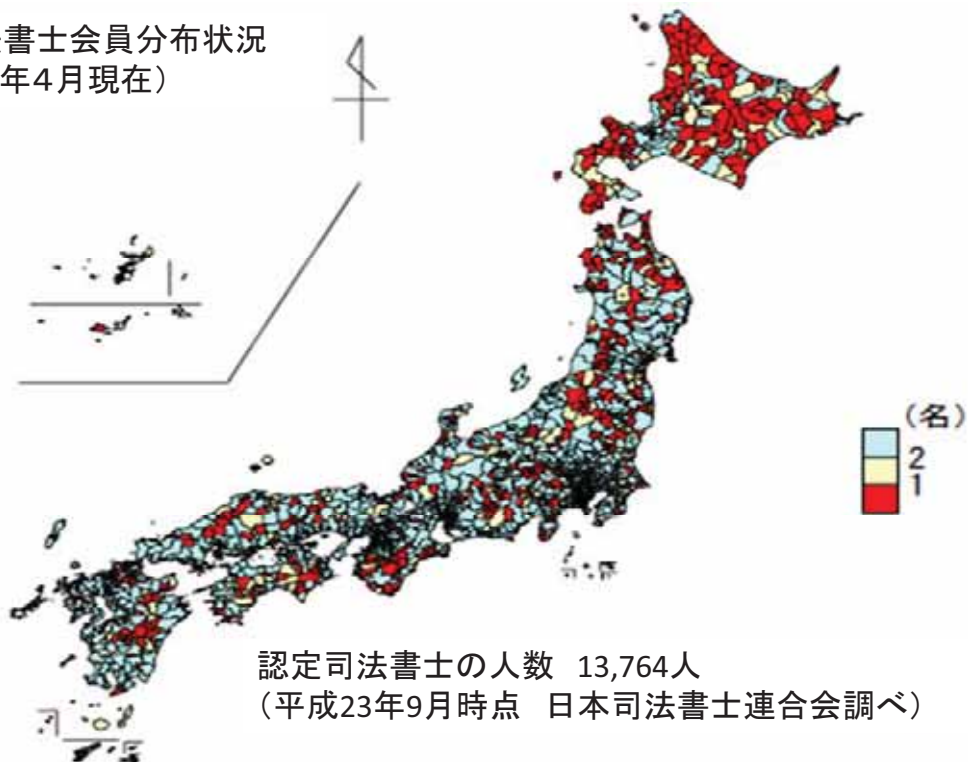 書士会員分布状況
年4月現在）
（名）
2
1
認定司法書士の人数 13,764人
（平成23年9月時点 日本司法書士連合会調べ）